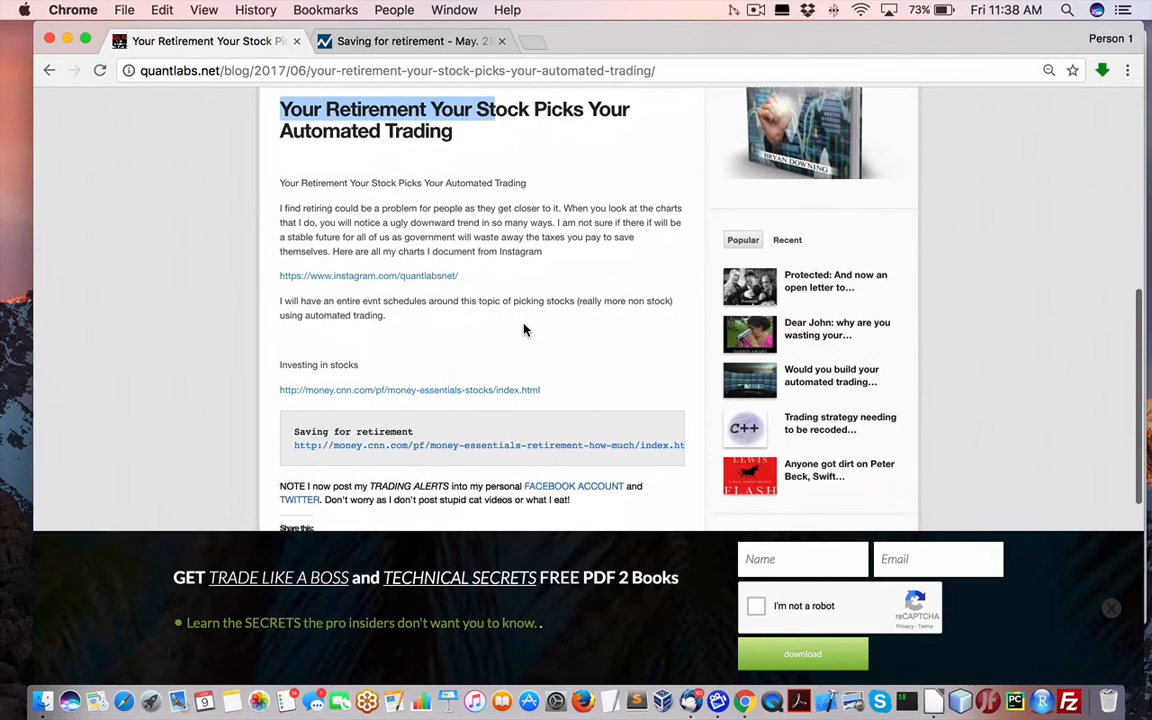 Chrome File Edit View History Bookmarks People Window Help 73% Fri 11:38 AM
Your Retirement Your Stock Pi
Saving for retirement - May. 28
Person 1
quantlabs.net/blog/2017/06/your-retirement-your-stock-picks-your-automated-trading/
Your Retirement Your Stock Picks Your
Automated Trading
Your Retirement Your Stock Picks Your Automated Trading
I find retiring could be a problem for people as they get closer to it. When you look at the charts
that I do, you will notice a ugly downward trend in so many ways. I am not sure if there if will be
a stable future for all of us as government will waste away the taxes you pay to save
themselves. Here are all my charts I document from Instagram
https://www.instagram.com/quantlabsnet/
I will have an entire evnt schedules around this topic of picking stocks (really more non stock)
using automated trading.
Investing in stocks
http://money.cnn.com/pf/money-essentials-stocks/index.html
Saving for retirement
http://money.cnn.com/pf/money-essentials-retirement-how-much/index.ht
NOTE I now post my TRADING ALERTS into my personal FACEBOOK ACCOUNT and
TWITTER. Don't worry as I don't post stupid cat videos or what I eat!
Share this:
BRYAN DOWNING
Popular Recent
Protected: And now an
open letter to…
Dear John: why are you
wasting your…
Would you build your
automated trading…
C++
Trading strategy needing
to be recoded…
LEWIS
FLASH
Anyone got dirt on Peter
Beck, Swift…
GET TRADE LIKE A BOSS and TECHNICAL SECRETS FREE PDF 2 Books
Learn the SECRETS the pro insiders don't want you to know. .
Name
Email
I'm not a robot
reCAPTCHA
Privacy - Terms
download
9
PC
R
Fz